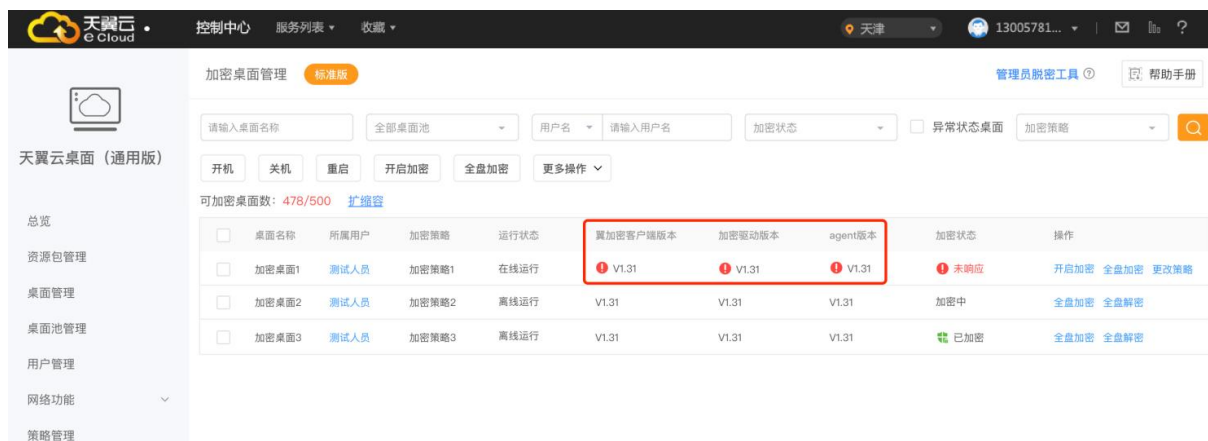 天翼云 控制中心 服务列表 收藏 天津 13005781...
e Cloud
加密桌面管理 标准版 管理员脱密工具 帮助手册
请输入桌面名称 全部桌面池 用户名 请输入用户名 加密状态 异常状态桌面 加密策略
天翼云桌面（通用版）
开机 关机 重启 开启加密 全盘加密 更多操作
可加密桌面数：478/500 扩缩容
总览
资源包管理
桌面管理
桌面池管理
用户管理
网络功能
策略管理
桌面名称 所属用户 加密策略 运行状态 翼加密客户端版本 加密驱动版本 agent版本 加密状态 操作
加密桌面1 测试人员 加密策略1 在线运行 V1.31 V1.31 V1.31 未响应 开启加密 全盘加密 更改策略
加密桌面2 测试人员 加密策略2 离线运行 V1.31 V1.31 V1.31 加密中 全盘加密 全盘解密
加密桌面3 测试人员 加密策略3 离线运行 V1.31 V1.31 V1.31 已加密 全盘加密 全盘解密